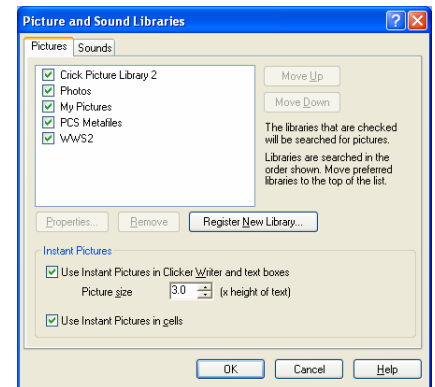 Picture and Sound Libraries
Pictures Sounds
Crick Picture Library 2
Photos
My Pictures
PCS Metafiles
WWS2
Move Up
Move Down
The libraries that are checked
will be searched for pictures.
Libraries are searched in the
order shown. Move preferred
libraries to the top of the list.
Properties... Remove Register New Library...
Instant Pictures
Use Instant Pictures in Clicker Writer and text boxes
Picture size 3.0 (x height of text)
Use Instant Pictures in cells
OK Cancel Help